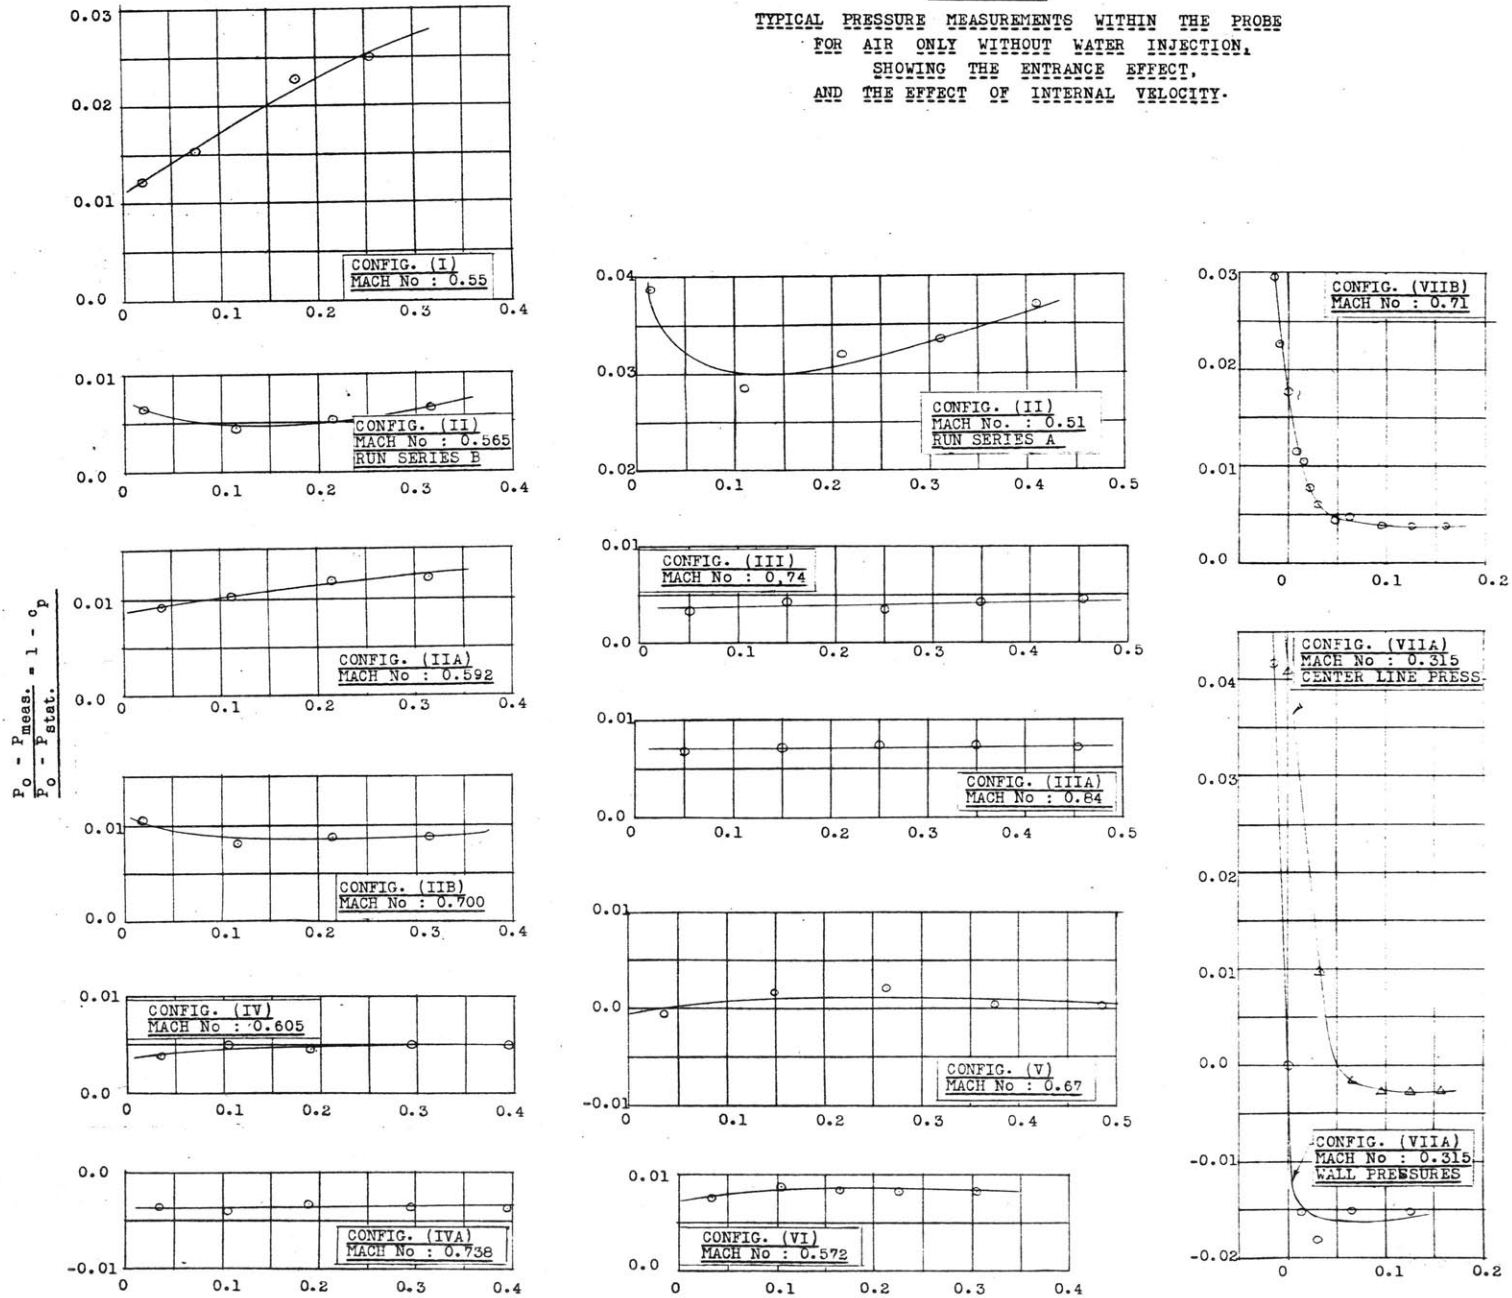 TYPICAL PRESSURE MEASUREMENTS WITHIN THE PROBE
FOR AIR ONLY WITHOUT WATER INJECTION,
SHOWING THE ENTRANCE EFFECT,
AND THE EFFECT OF INTERNAL VELOCITY.
Po - Pmeas. = 1 - cp
Po - Pstat.
0.03
0.02
0.01
0.0
CONFIG. (I)
MACH No : 0.55
0 0.1 0.2 0.3 0.4
0.01
0.0
CONFIG. (II)
MACH No : 0.565
RUN SERIES B
0 0.1 0.2 0.3 0.4
0.01
0.0
CONFIG. (IIA)
MACH No : 0.592
0 0.1 0.2 0.3 0.4
0.01
0.0
CONFIG. (IIB)
MACH No : 0.700
0 0.1 0.2 0.3 0.4
0.01
0.0
CONFIG. (IV)
MACH No : 0.605
0 0.1 0.2 0.3 0.4
0.0
-0.01
CONFIG. (IVA)
MACH No : 0.738
0 0.1 0.2 0.3 0.4
0.04
0.03
0.02
CONFIG. (II)
MACH No. : 0.51
RUN SERIES A
0 0.1 0.2 0.3 0.4 0.5
0.01
0.0
CONFIG. (III)
MACH No : 0,74
0 0.1 0.2 0.3 0.4 0.5
0.01
0.0
CONFIG. (IIIA)
MACH No : 0.84
0 0.1 0.2 0.3 0.4 0.5
0.01
0.0
-0.01
CONFIG. (V)
MACH No : 0.67
0 0.1 0.2 0.3 0.4 0.5
0.01
0.0
CONFIG. (VI)
MACH No : 0.572
0 0.1 0.2 0.3 0.4
0.03
0.02
0.01
0.0
CONFIG. (VIIB)
MACH No : 0.71
0 0.1 0.2
CONFIG. (VIIA)
MACH No : 0.315
CENTER LINE PRESS
0.04
0.03
0.02
0.01
0.0
-0.01
-0.02
CONFIG. (VIIA)
MACH No : 0.315
WALL PRESSURES
0 0.1 0.2